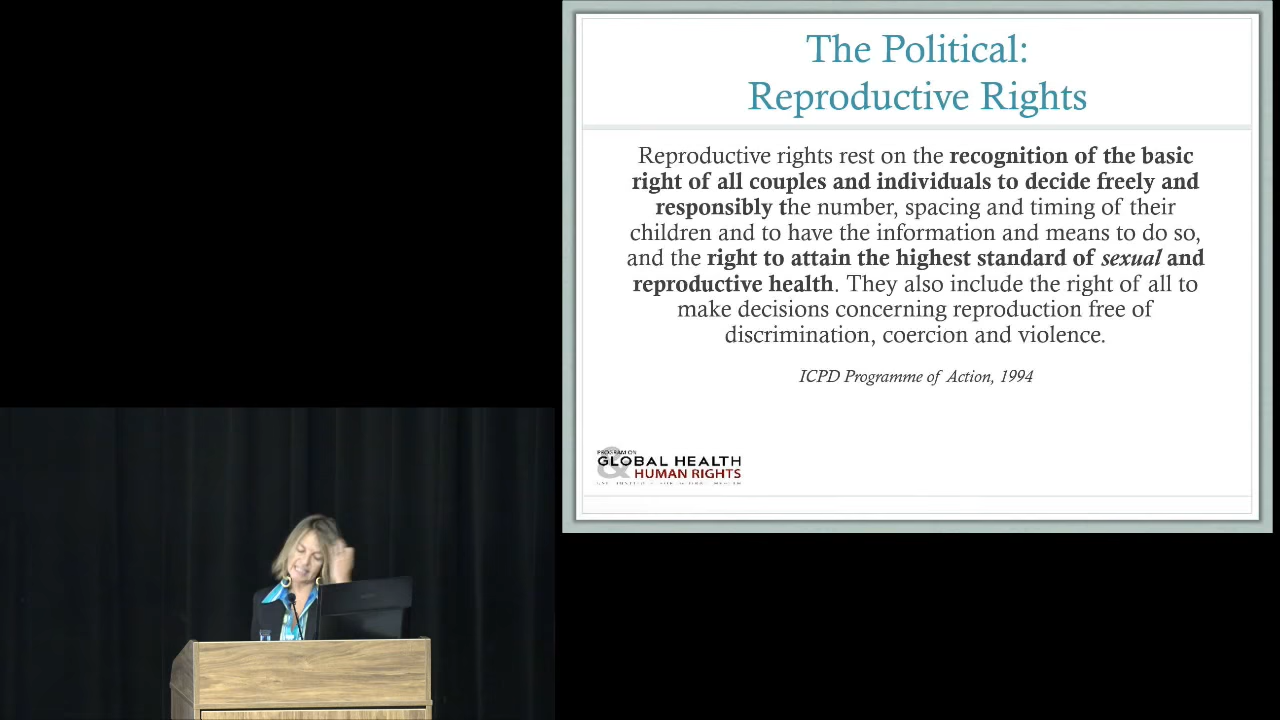 The Political:
Reproductive Rights
Reproductive rights rest on the recognition of the basic
right of all couples and individuals to decide freely and
responsibly the number, spacing and timing of their
children and to have the information and means to do so,
and the right to attain the highest standard of sexual and
reproductive health. They also include the right of all to
make decisions concerning reproduction free of
discrimination, coercion and violence.
ICPD Programme of Action, 1994
PROGRAM ON
GLOBAL HEALTH
& HUMAN RIGHTS